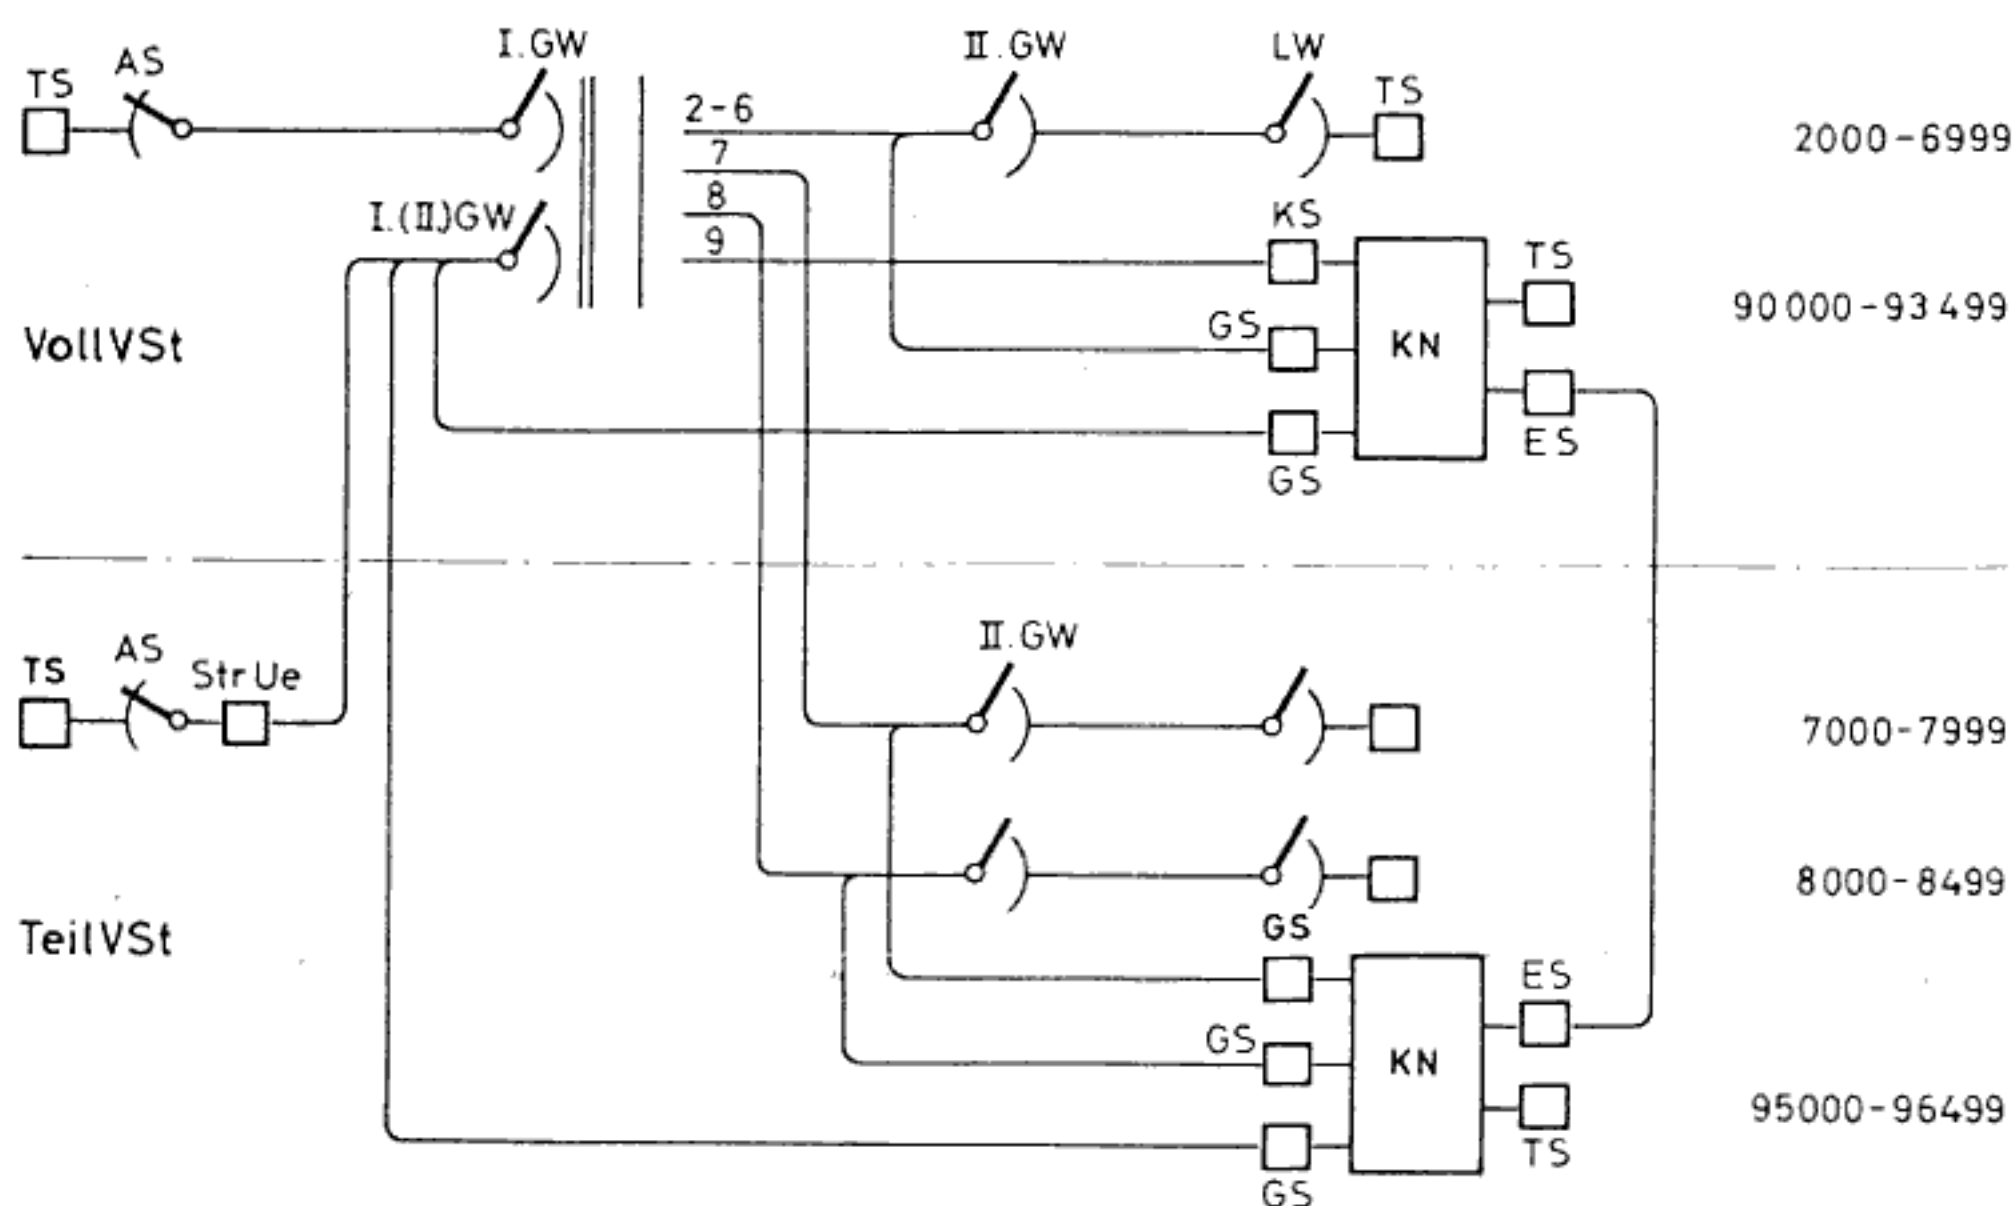 I.GW
II.GW
LW
AS
TS
TS
2-6
2000-6999
7
8
I.(II.)GW
KS
9
TS
90000-93499
GS
VollVSt
KN
ES
GS
II.GW
AS
TS
StrUe
7000-7999
8000-8499
GS
TeilVSt
ES
GS
KN
95000-96499
TS
GS